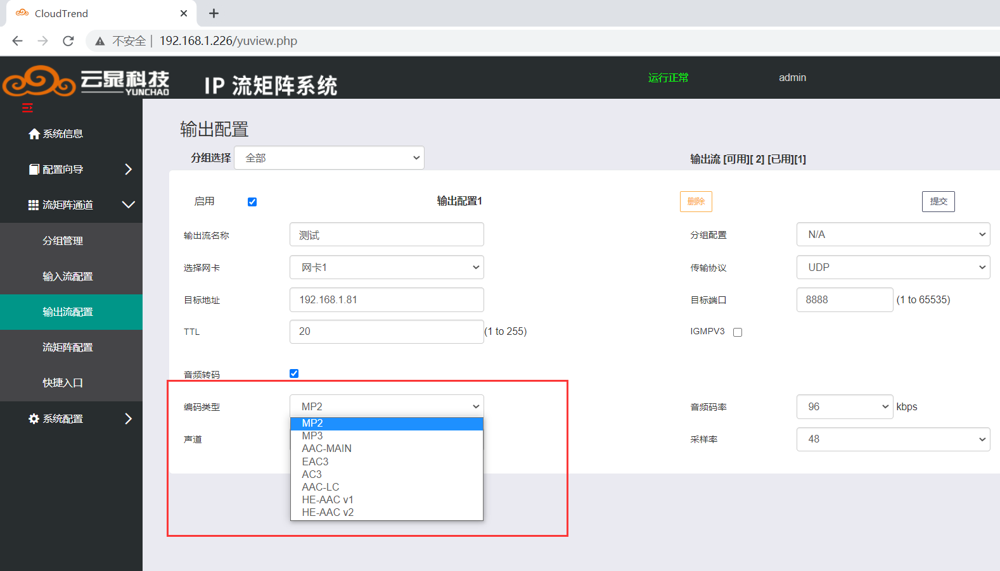 CloudTrend
不安全 | 192.168.1.226/yuview.php
云晁科技
YUNCHAO
IP 流矩阵系统
运行正常
admin
系统信息
配置向导
流矩阵通道
分组管理
输入流配置
输出流配置
流矩阵配置
快捷入口
系统配置
输出配置
分组选择 全部
输出流 [可用][ 2] [已用][1]
启用 输出配置1 删除 提交
输出流名称 测试 分组配置 N/A
选择网卡 网卡1 传输协议 UDP
目标地址 192.168.1.81 目标端口 8888 (1 to 65535)
TTL 20 (1 to 255) IGMPV3
音频转码
编码类型 MP2 音频码率 96 kbps
MP2
MP3
声道 采样率 48
AAC-MAIN
EAC3
AC3
AAC-LC
HE-AAC v1
HE-AAC v2